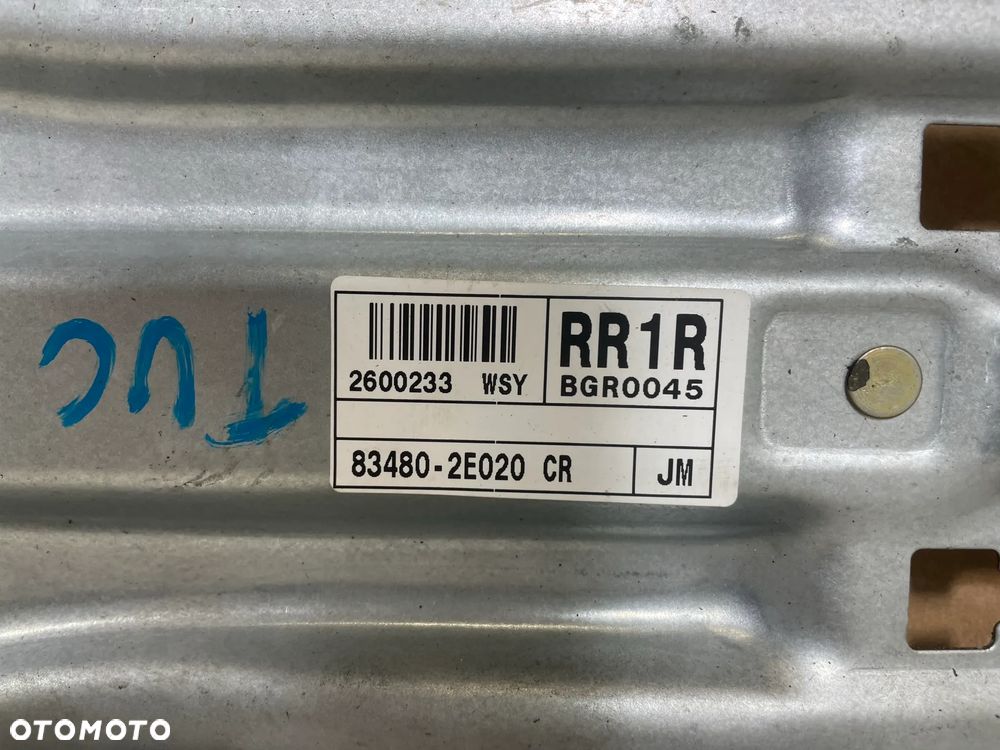 TUC
2600233 WSY
RR1R
BGR0045
83480-2E020 CR
JM
OTOMOTO